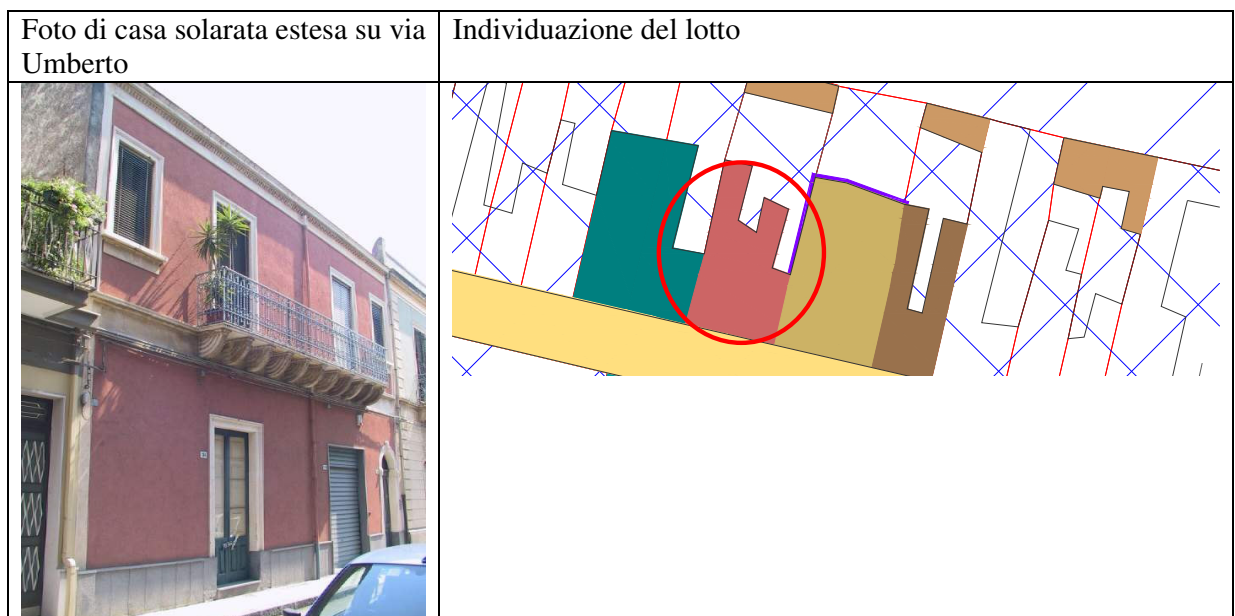 Foto di casa solarata estesa su via
Umberto
Individuazione del lotto